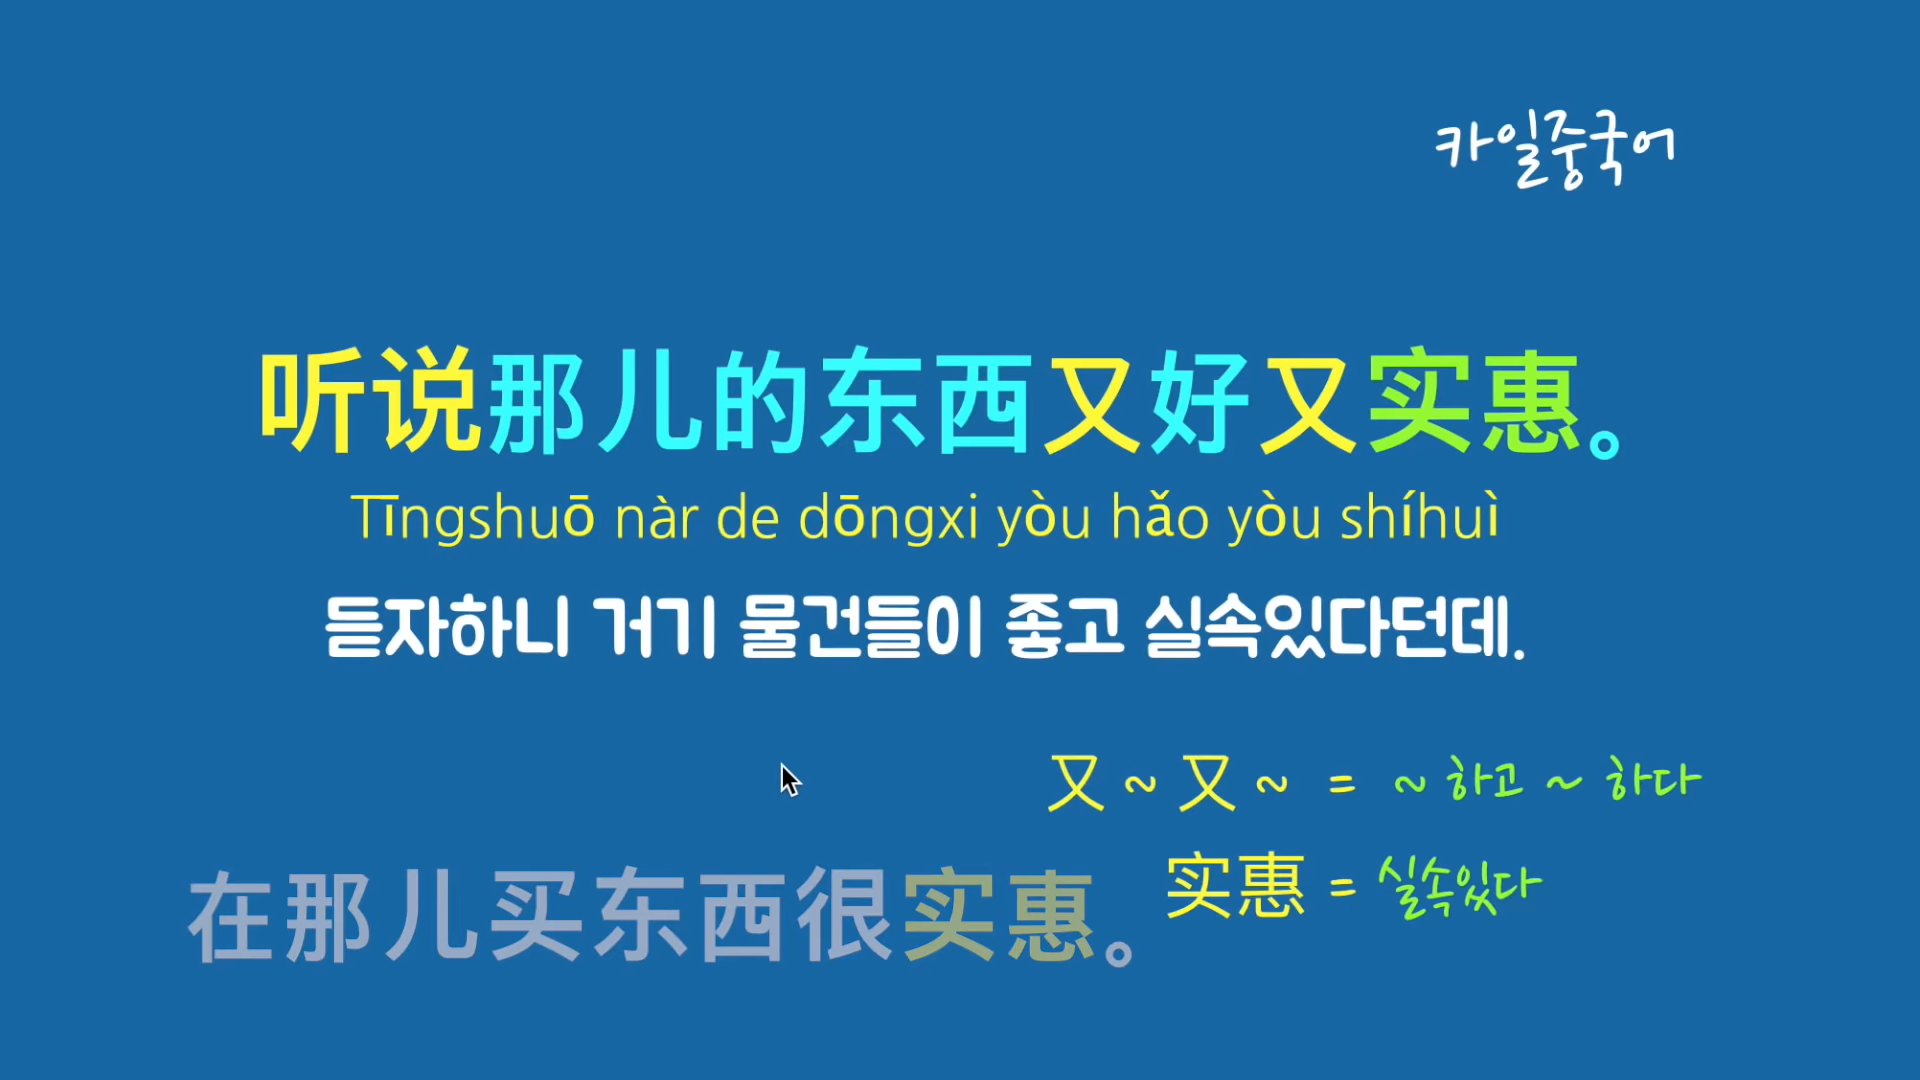 카일중국어
听说那儿的东西又好又实惠。
Tīngshuō nàr de dōngxi yòu hǎo yòu shíhuì
듣자하니 거기 물건들이 좋고 실속있다던데.
又 ~ 又 ~ = ~ 하고 ~ 하다
实惠 = 실속있다
在那儿买东西很实惠。